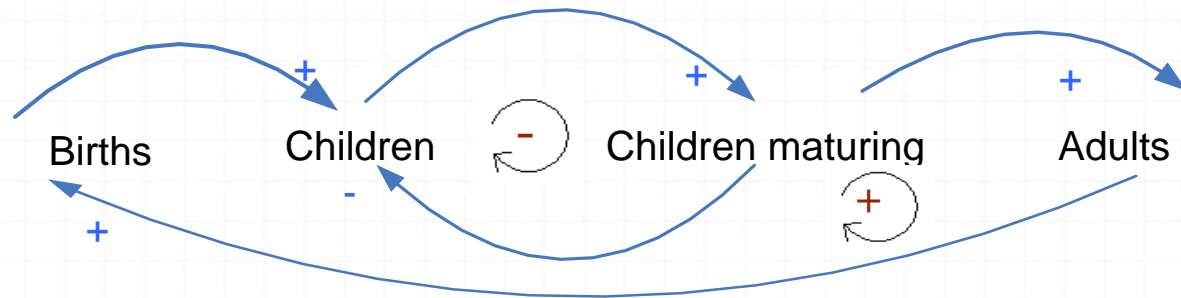 + + +
Births Children - Children maturing Adults
- +
+